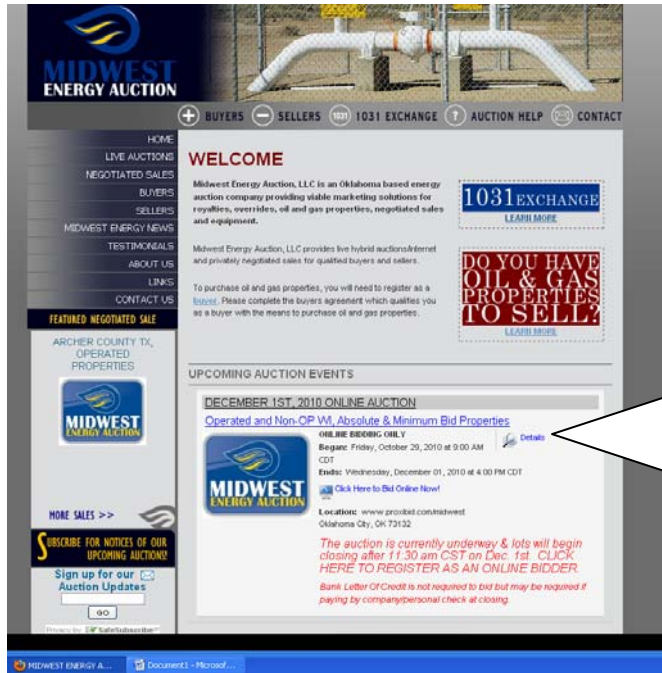 MIDWEST
ENERGY AUCTION
BUYERS
SELLERS
1031
1031 EXCHANGE
?
AUCTION HELP
CONTACT
HOME
LIVE AUCTIONS
NEGOTIATED SALES
BUYERS
SELLERS
MIDWEST ENERGY NEWS
TESTIMONIALS
ABOUT US
LINKS
CONTACT US
FEATURED NEGOTIATED SALE
ARCHER COUNTY TX,
OPERATED
PROPERTIES
MIDWEST
ENERGY AUCTION
MORE SALES >>
SUBSCRIBE FOR NOTICES OF OUR
UPCOMING AUCTIONS!
Sign up for our
Auction Updates
GO
Privacy by SafeSubscribe
WELCOME
Midwest Energy Auction, LLC is an Oklahoma based energy
auction company providing viable marketing solutions for
royalties, overrides, oil and gas properties, negotiated sales
and equipment.
Midwest Energy Auction, LLC provides live hybrid auctions/internet
and privately negotiated sales for qualified buyers and sellers.
To purchase oil and gas properties, you will need to register as a
buyer. Please complete the buyers agreement which qualifies you
as a buyer with the means to purchase oil and gas properties.
1031 EXCHANGE
LEARN MORE
DO YOU HAVE
OIL & GAS
PROPERTIES
TO SELL?
LEARN MORE
UPCOMING AUCTION EVENTS
DECEMBER 1ST, 2010 ONLINE AUCTION
Operated and Non-OP WI, Absolute & Minimum Bid Properties
MIDWEST
ENERGY AUCTION
ONLINE BIDDING ONLY
Began: Friday, October 29, 2010 at 9:00 AM
CDT
Ends: Wednesday, December 01, 2010 at 4:00 PM CDT
Click Here to Bid Online Now!
Location: www.proxibid.com/midwest
Oklahoma City, OK 73132
Details
The auction is currently underway & lots will begin
closing after 11:30 am CST on Dec. 1st. CLICK
HERE TO REGISTER AS AN ONLINE BIDDER.
Bank Letter Of Credit is not required to bid but may be required if
paying by company/personal check at closing.
MIDWEST ENERGY A...
Document1 - Microsof...